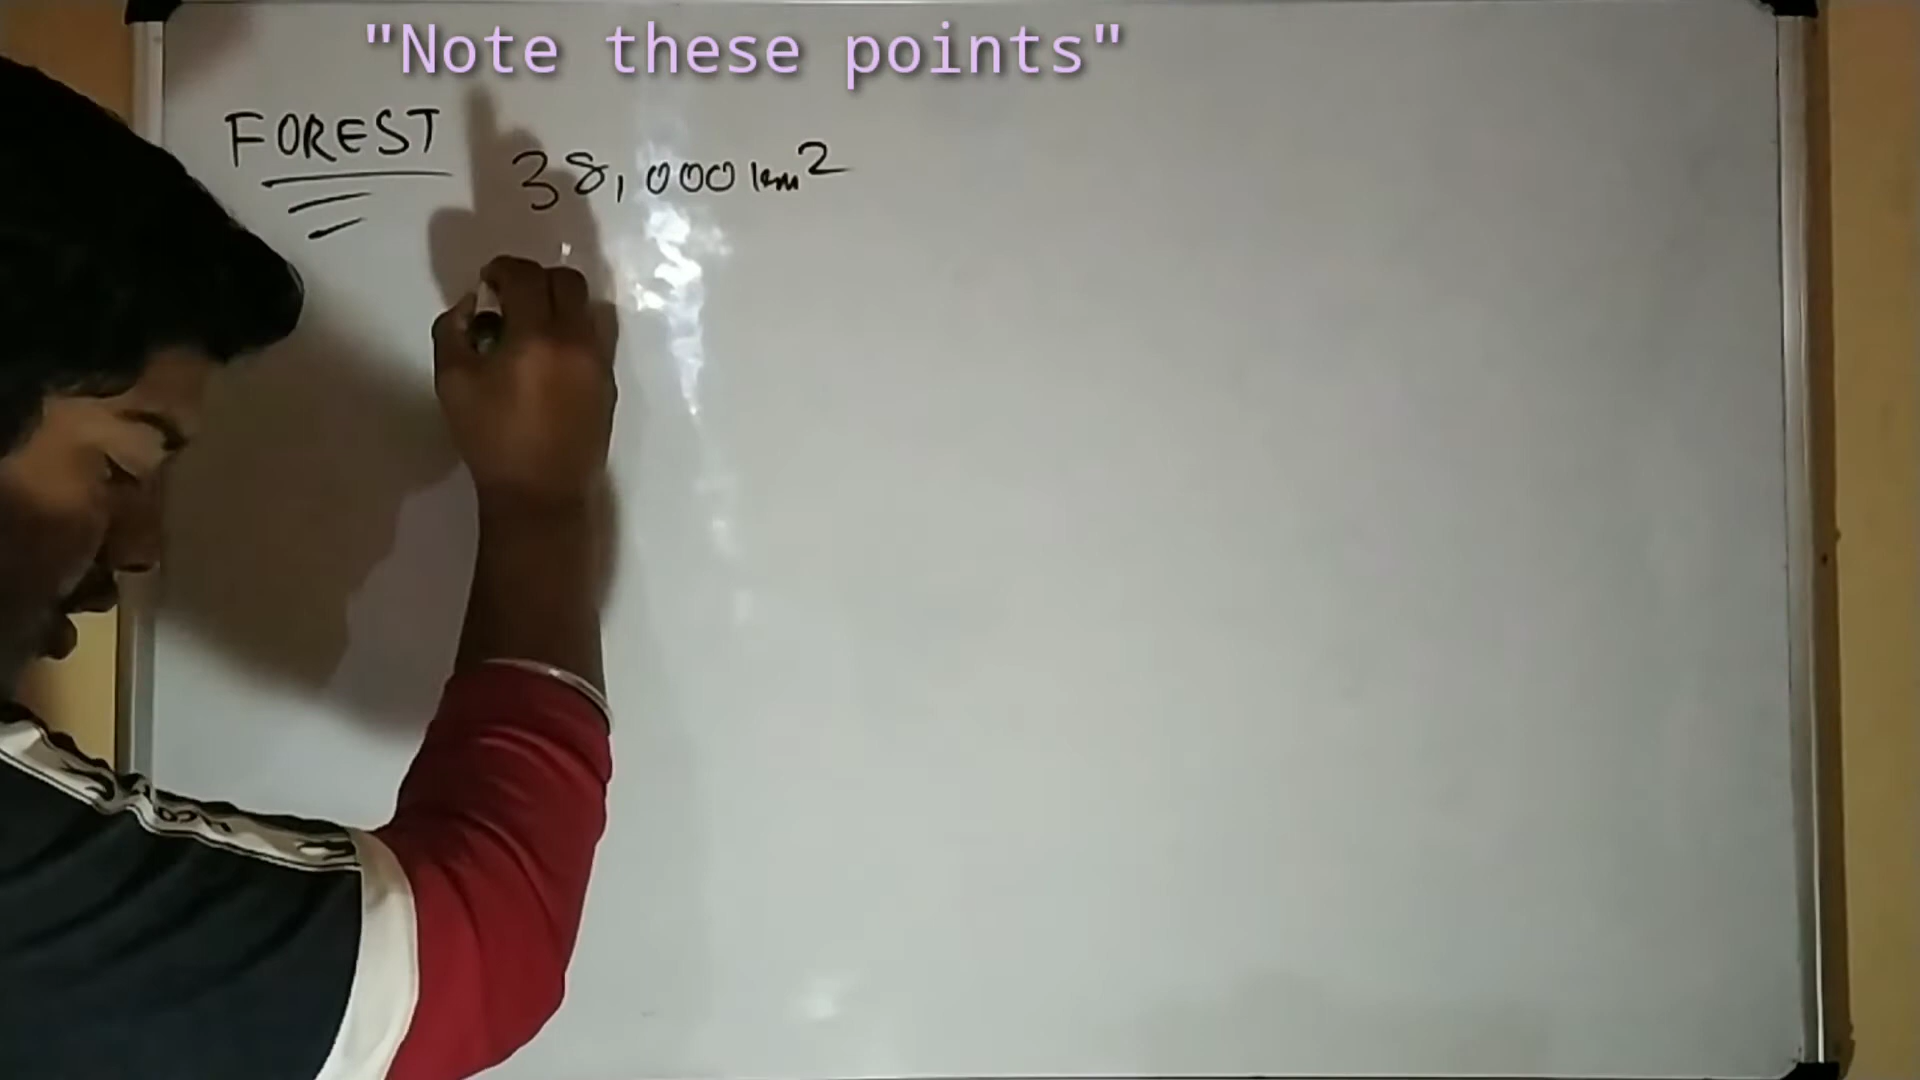 "Note these points"
FOREST
38,000 km²